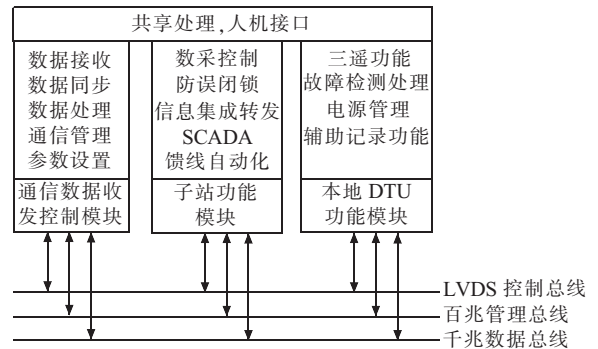 共享处理,人机接口
数据接收
数据同步
数据处理
通信管理
参数设置
通信数据收
发控制模块
数采控制
防误闭锁
信息集成转发
SCADA
馈线自动化
子站功能
模块
三遥功能
故障检测处理
电源管理
辅助记录功能
本地 DTU
功能模块
LVDS 控制总线
百兆管理总线
千兆数据总线